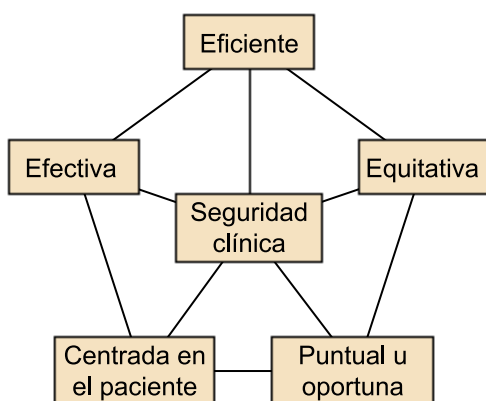 Eficiente
Efectiva
Equitativa
Seguridad
clínica
Centrada en
el paciente
Puntual u
oportuna